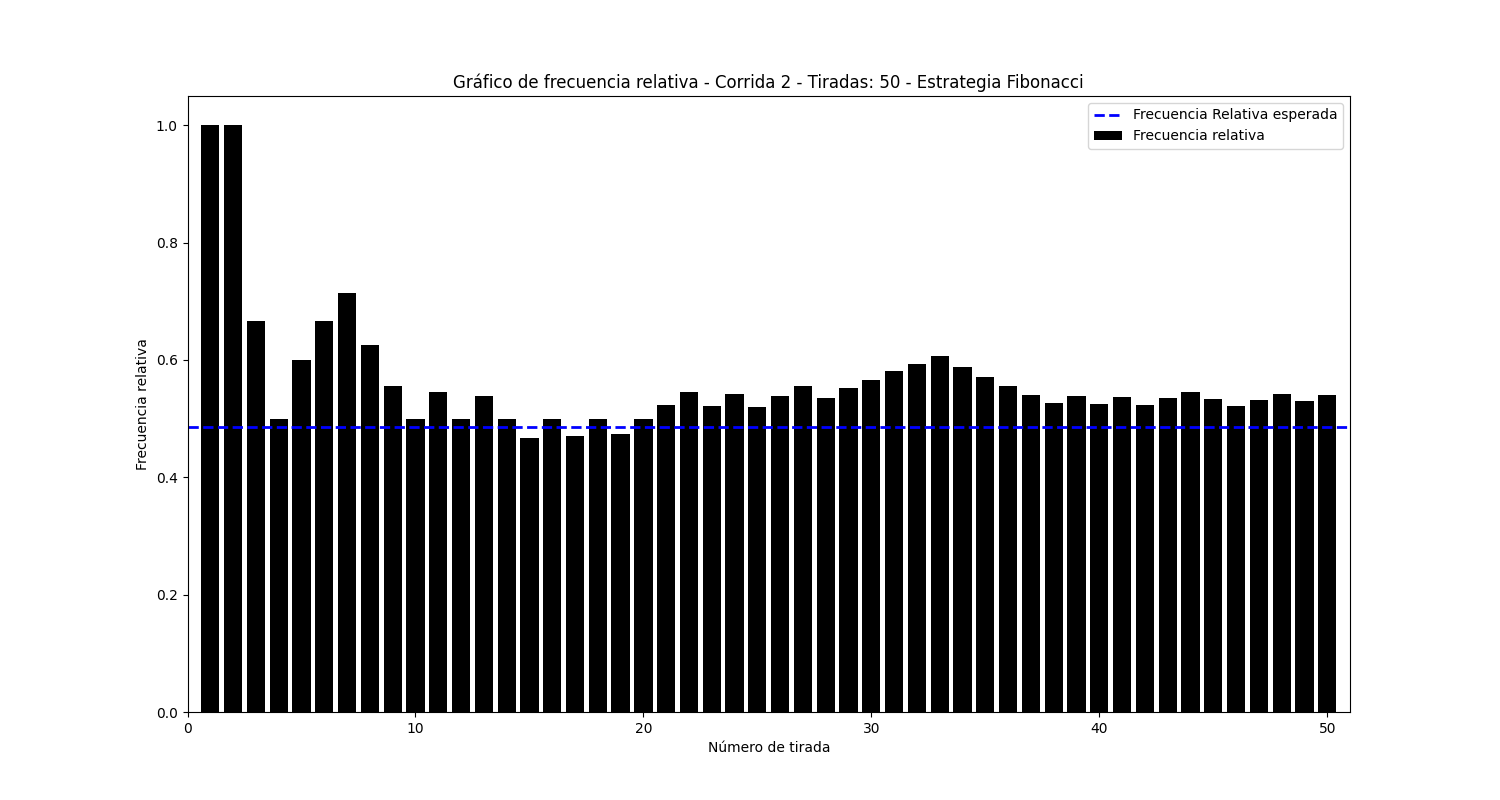 Gráfico de frecuencia relativa - Corrida 2 - Tiradas: 50 - Estrategia Fibonacci
Frecuencia Relativa esperada
Frecuencia relativa
1.0
0.8
0.6
0.4
0.2
0.0
Frecuencia relativa
0 10 20 30 40 50
Número de tirada